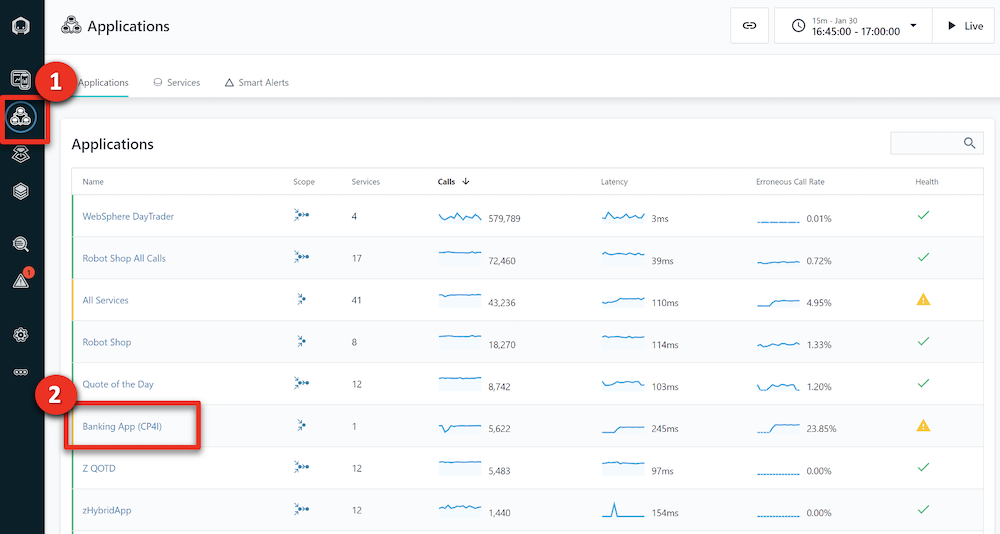 Applications
15m - Jan 30
16:45:00 - 17:00:00
Live
1
Applications
Services
Smart Alerts
Applications
Name Scope Services Calls Latency Erroneous Call Rate Health
WebSphere DayTrader 4 579,789 3ms 0.01%
Robot Shop All Calls 17 72,460 39ms 0.72%
1
All Services 41 43,236 110ms 4.95%
Robot Shop 8 18,270 114ms 1.33%
Quote of the Day 12 8,742 103ms 1.20%
2
Banking App (CP4I) 1 5,622 245ms 23.85%
Z QOTD 12 5,483 97ms 0.00%
zHybridApp 12 1,440 154ms 0.00%